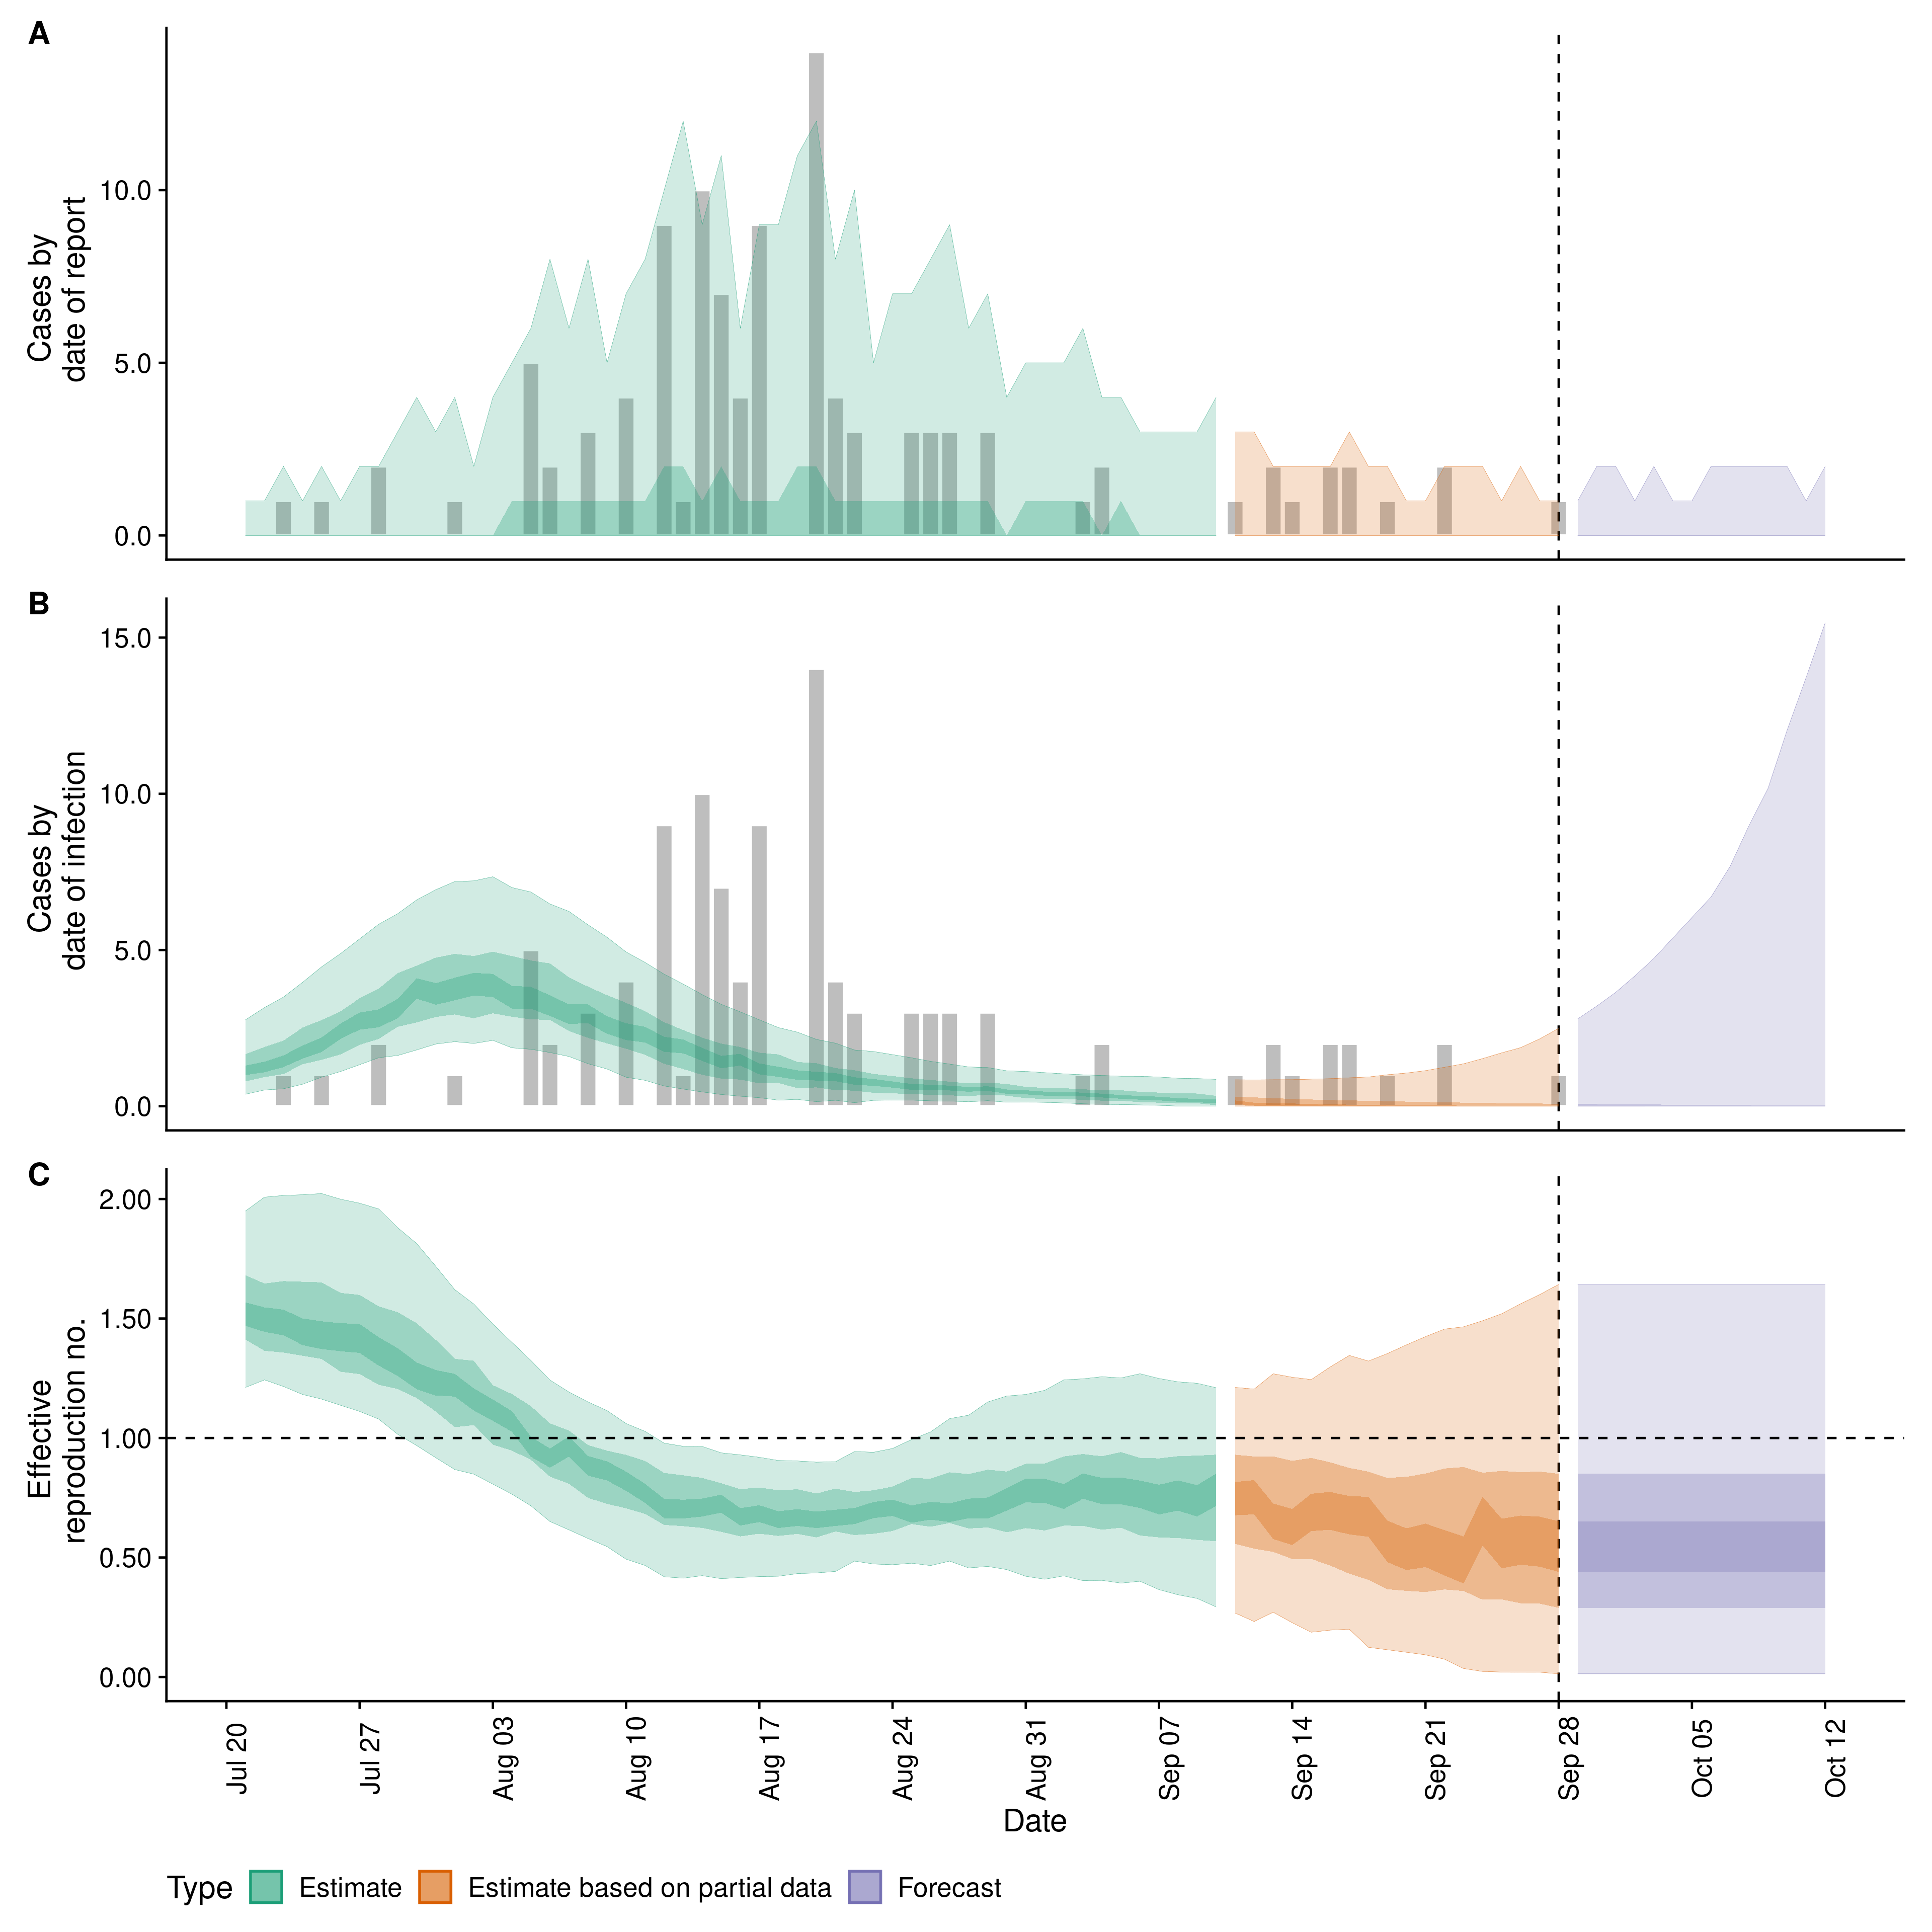 A
Cases by
date of report
10.0
5.0
0.0
B
Cases by
date of infection
15.0
10.0
5.0
0.0
C
Effective
reproduction no.
2.00
1.50
1.00
0.50
0.00
Jul 20
Jul 27
Aug 03
Aug 10
Aug 17
Aug 24
Aug 31
Sep 07
Sep 14
Sep 21
Sep 28
Oct 05
Oct 12
Date
Type Estimate Estimate based on partial data Forecast